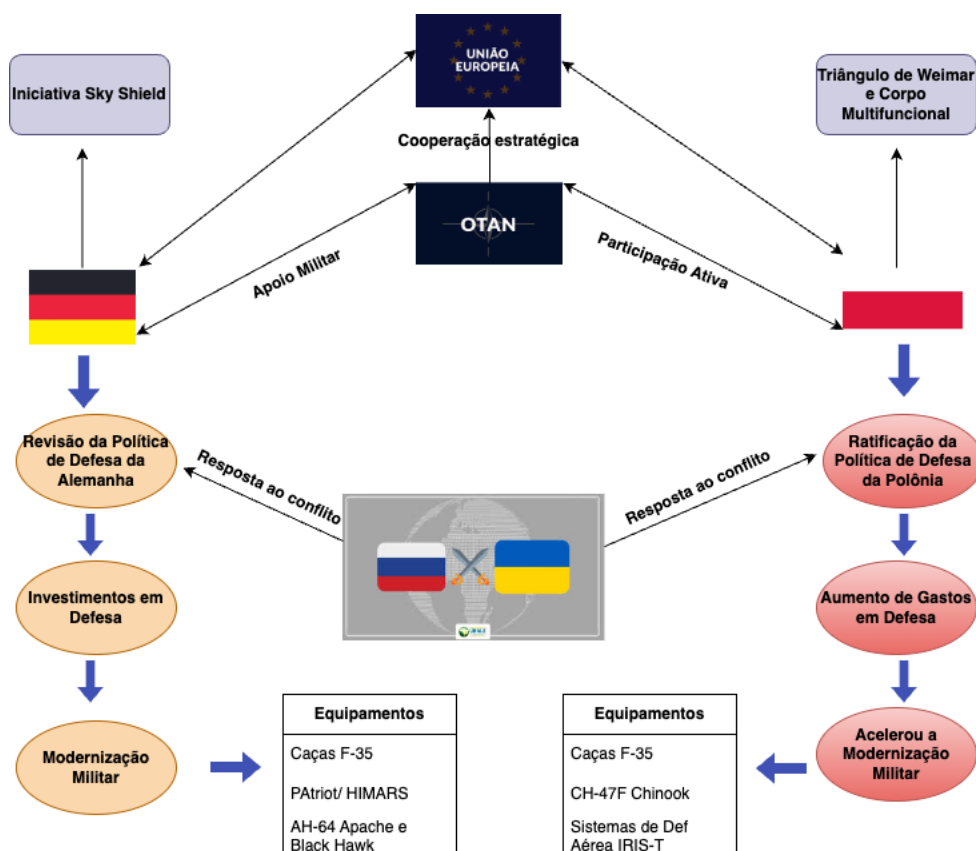 UNIÃO
EUROPEIA
Iniciativa Sky Shield
Triângulo de Weimar
e Corpo
Multifuncional
Cooperação estratégica
OTAN
Apoio Militar
Participação Ativa
Revisão da Política
de Defesa da
Alemanha
Resposta ao conflito
Resposta ao conflito
Ratificação da
Política de Defesa
da Polônia
Investimentos em
Defesa
Aumento de Gastos
em Defesa
Modernização
Militar
Equipamentos
Caças F-35
PAtriot/ HIMARS
AH-64 Apache e
Black Hawk
Equipamentos
Caças F-35
CH-47F Chinook
Sistemas de Def
Aérea IRIS-T
Acelerou a
Modernização
Militar